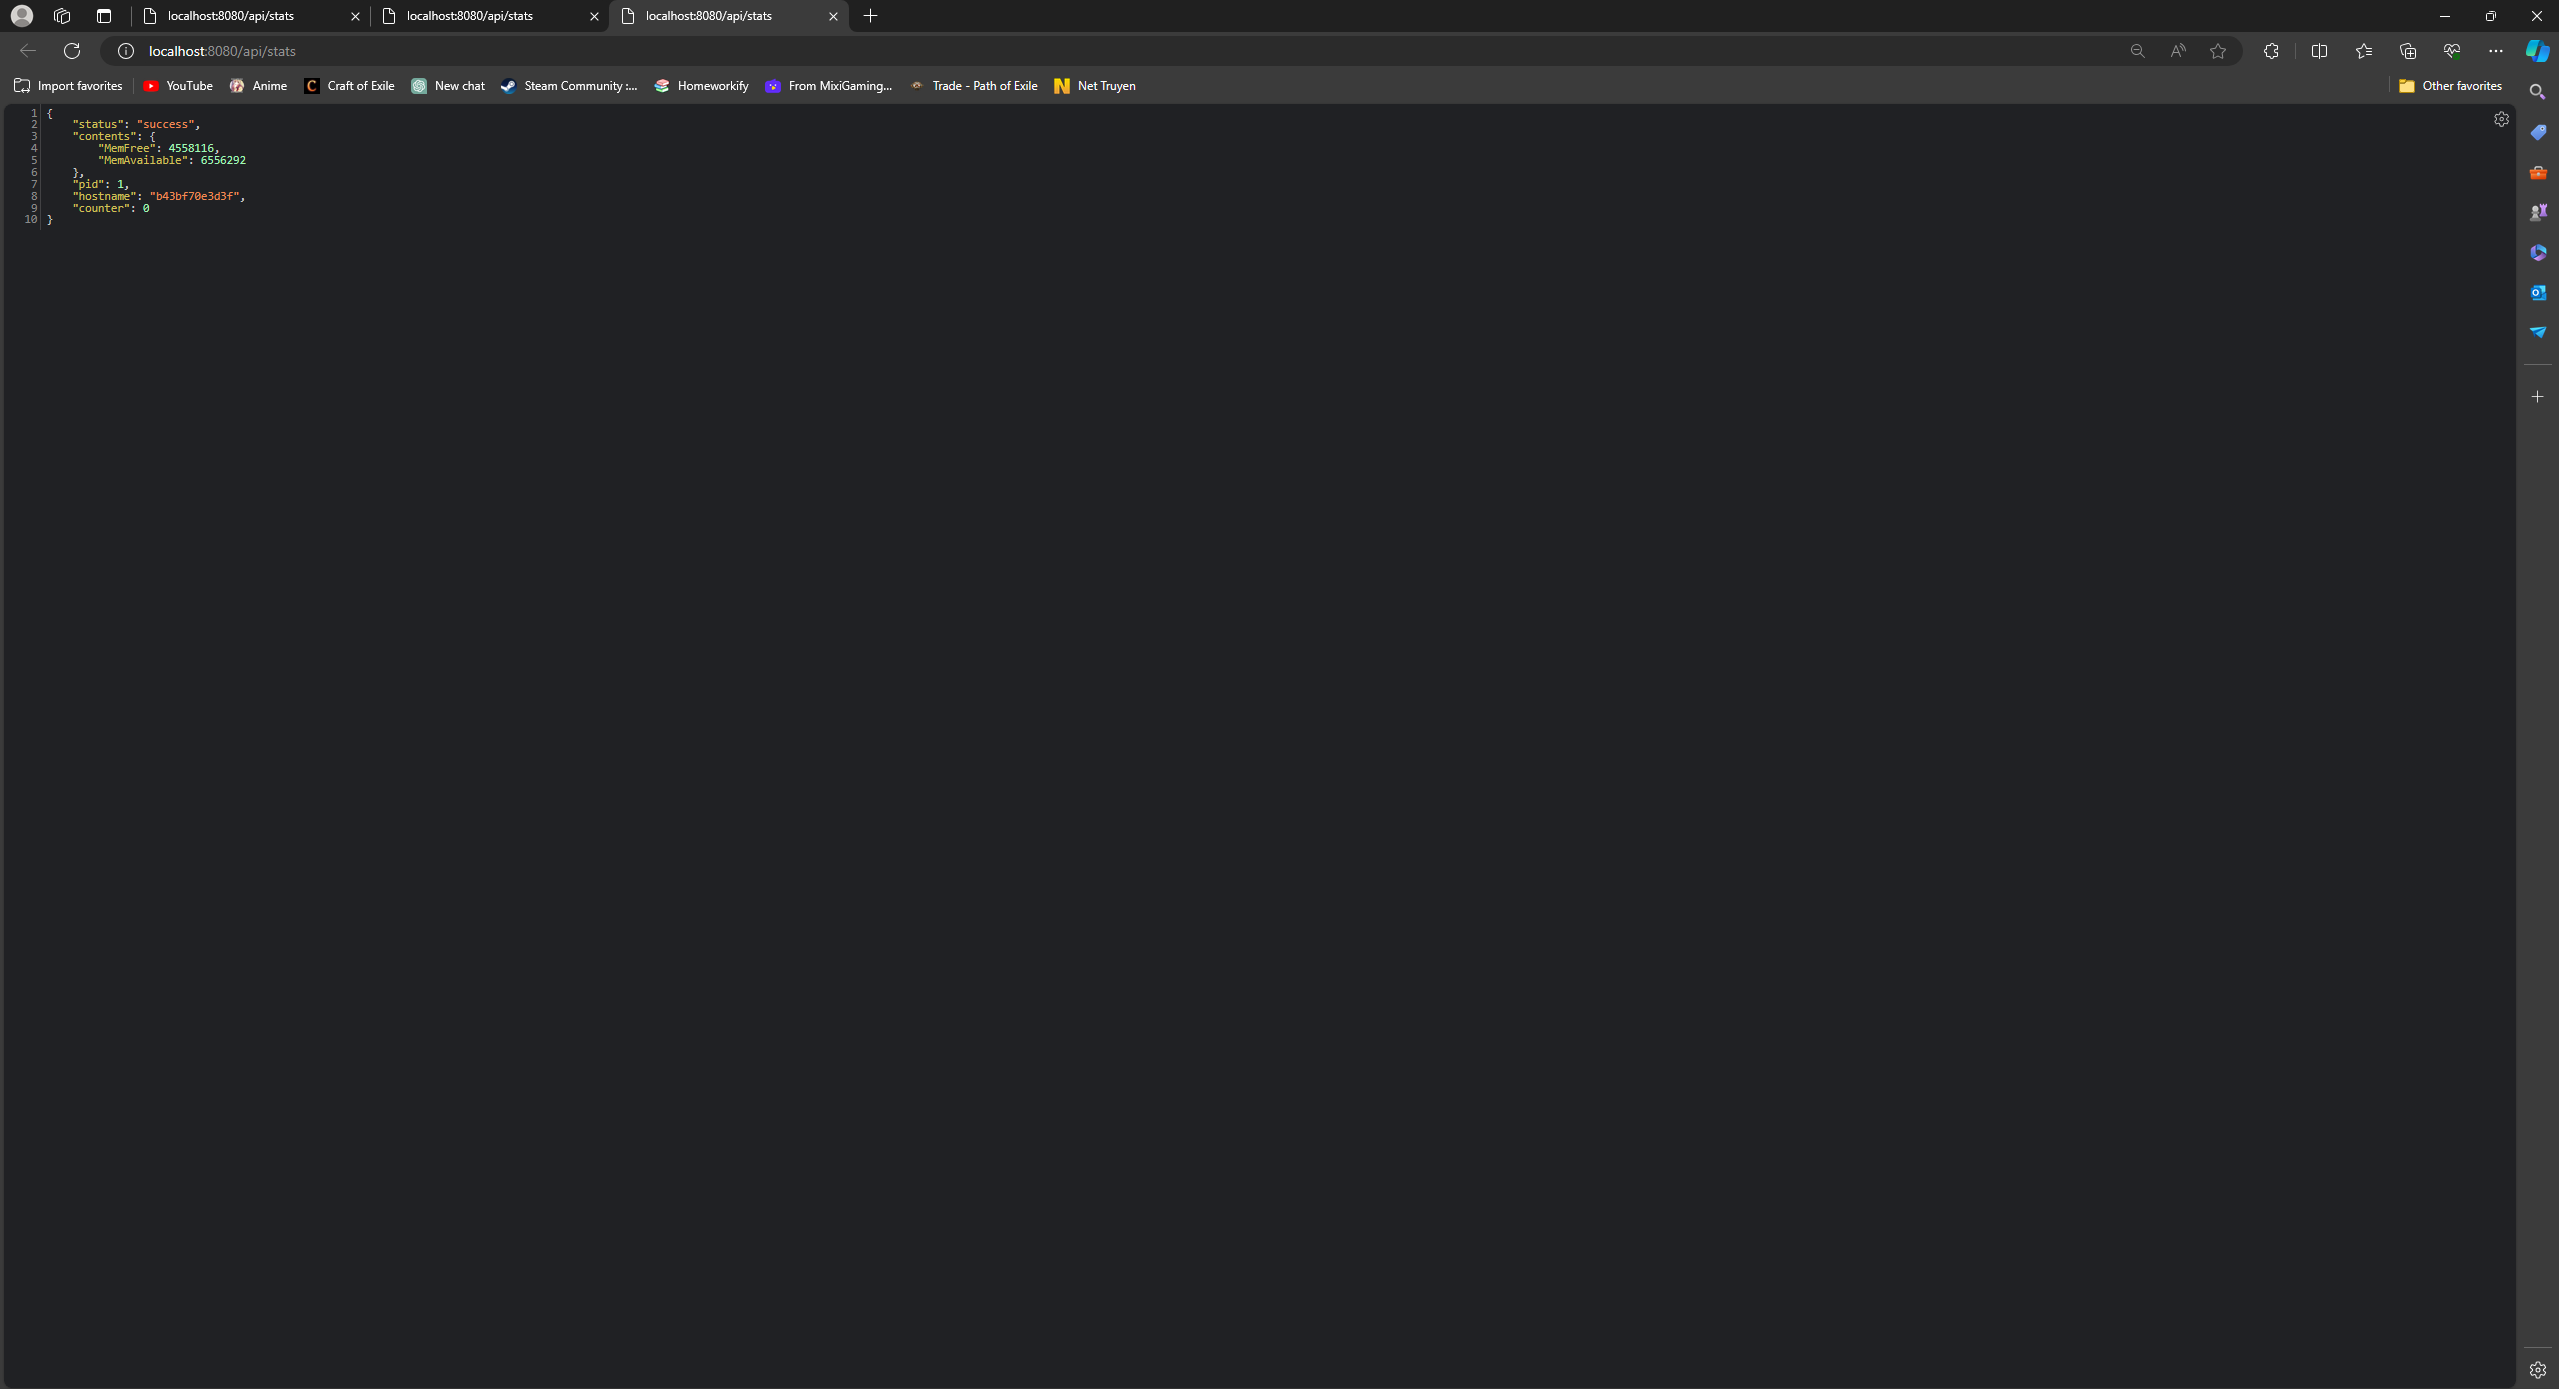 localhost:8080/api/stats
localhost:8080/api/stats
localhost:8080/api/stats
localhost:8080/api/stats
Import favorites
YouTube
Anime
Craft of Exile
New chat
Steam Community :...
Homeworkify
From MixiGaming...
Trade - Path of Exile
Net Truyen
Other favorites
1 {
2 "status": "success",
3 "contents": {
4 "MemFree": 4558116,
5 "MemAvailable": 6556292
6 },
7 "pid": 1,
8 "hostname": "b43bf70e3d3f",
9 "counter": 0
10 }